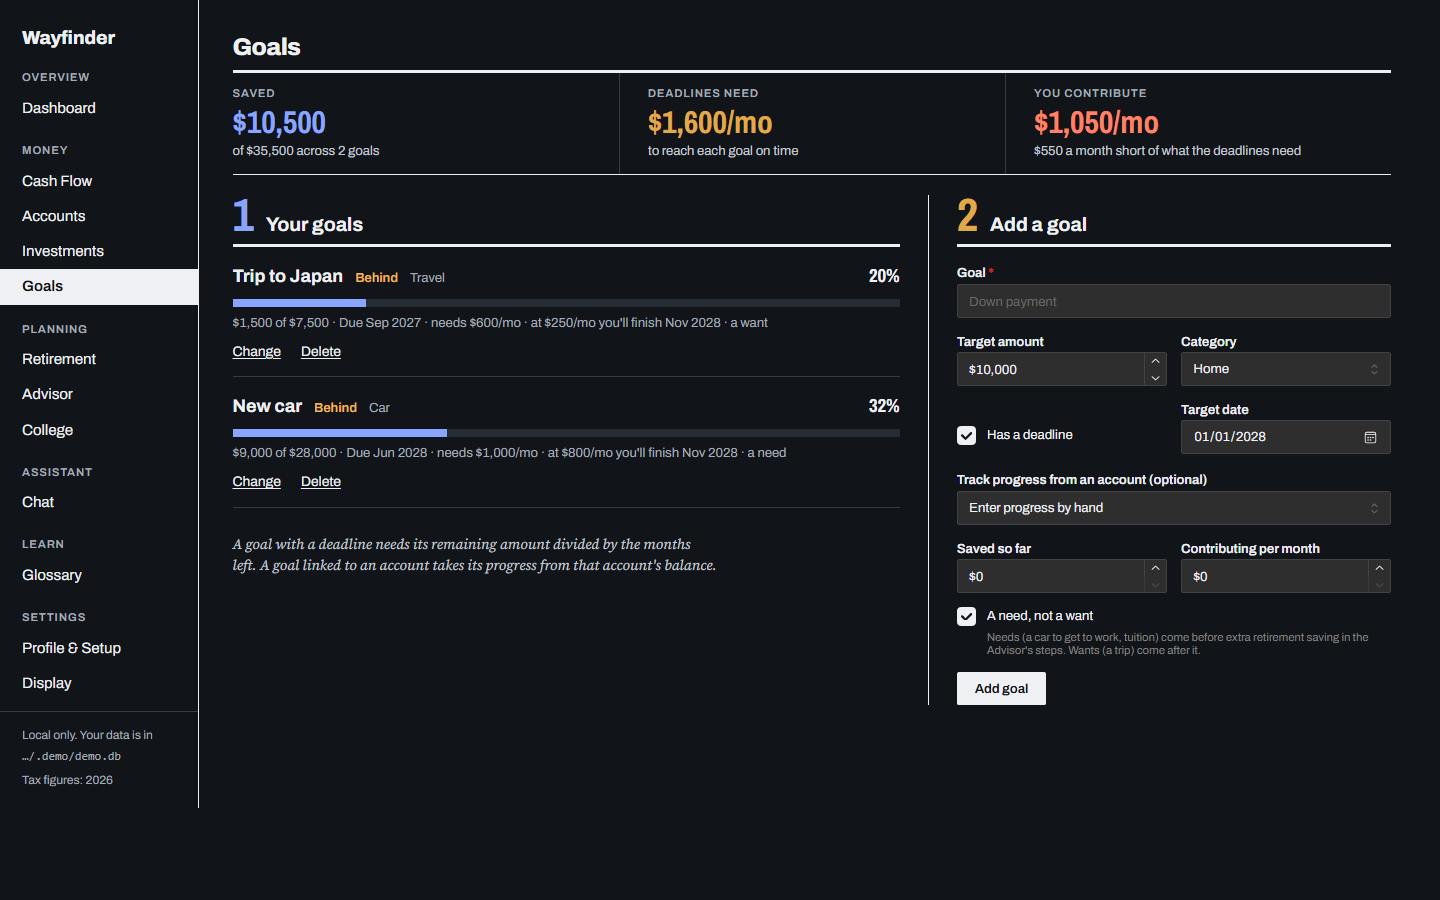 Wayfinder
OVERVIEW
Dashboard
MONEY
Cash Flow
Accounts
Investments
Goals
PLANNING
Retirement
Advisor
College
ASSISTANT
Chat
LEARN
Glossary
SETTINGS
Profile & Setup
Display
Local only. Your data is in
…/.demo/demo.db
Tax figures: 2026
Goals
SAVED
$10,500
of $35,500 across 2 goals
DEADLINES NEED
$1,600/mo
to reach each goal on time
YOU CONTRIBUTE
$1,050/mo
$550 a month short of what the deadlines need
1 Your goals
Trip to Japan Behind Travel 20%
$1,500 of $7,500 · Due Sep 2027 · needs $600/mo · at $250/mo you'll finish Nov 2028 · a want
Change Delete
New car Behind Car 32%
$9,000 of $28,000 · Due Jun 2028 · needs $1,000/mo · at $800/mo you'll finish Nov 2028 · a need
Change Delete
A goal with a deadline needs its remaining amount divided by the months
left. A goal linked to an account takes its progress from that account's balance.
2 Add a goal
Goal *
Down payment
Target amount Category
$10,000 Home
Target date
Has a deadline 01/01/2028
Track progress from an account (optional)
Enter progress by hand
Saved so far Contributing per month
$0 $0
A need, not a want
Needs (a car to get to work, tuition) come before extra retirement saving in the
Advisor's steps. Wants (a trip) come after it.
Add goal